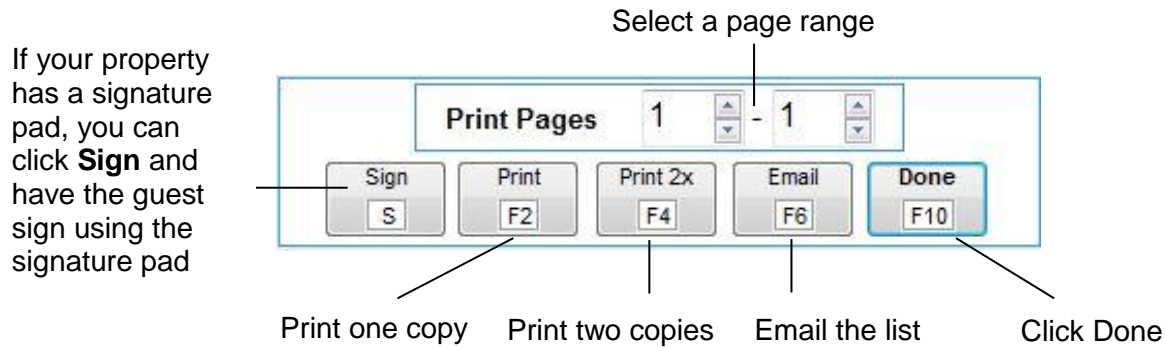 Select a page range
If your property
has a signature
pad, you can
click Sign and
have the guest
sign using the
signature pad
Print Pages 1 - 1
Sign Print Print 2x Email Done
S F2 F4 F6 F10
Print one copy Print two copies Email the list Click Done